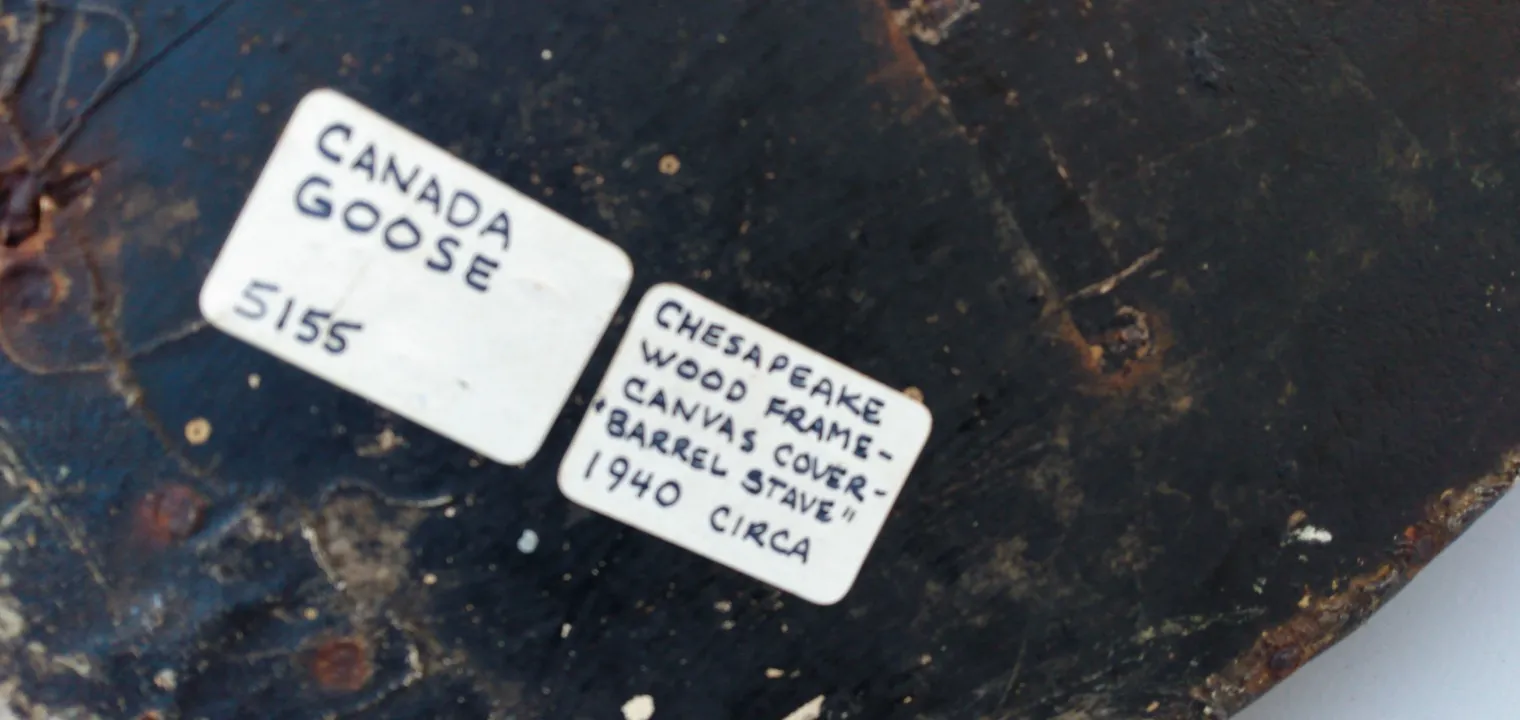 CANADA
GOOSE
5155
CHESAPEAKE
WOOD FRAME-
CANVAS COVER-
"BARREL STAVE"
1940 CIRCA